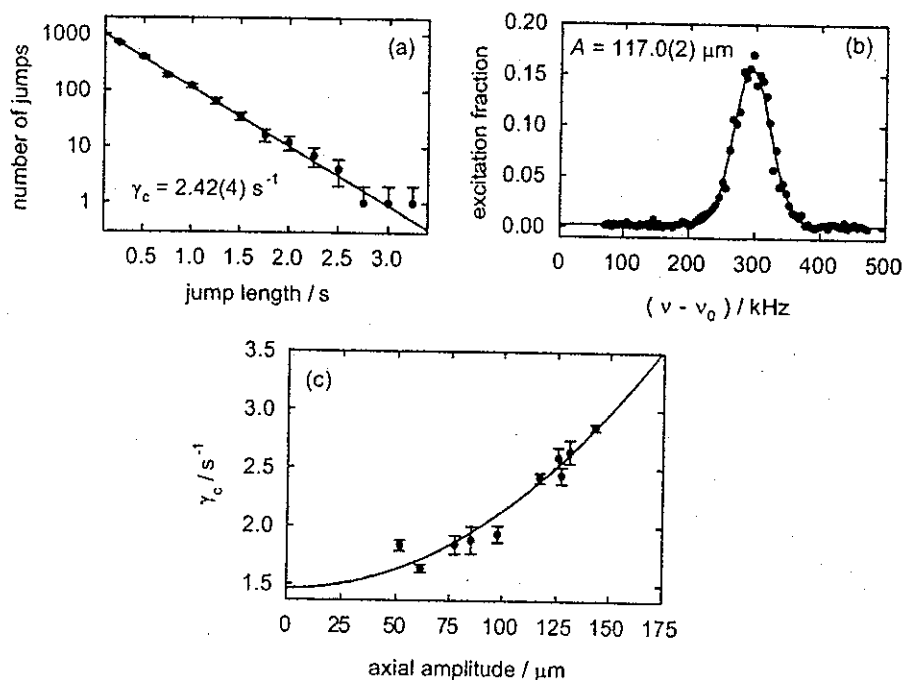 (a)
number of jumps
1000
100
10
1
γc = 2.42(4) s⁻¹
0.5 1.0 1.5 2.0 2.5 3.0
jump length / s
(b)
A = 117.0(2) μm
excitation fraction
0.20
0.15
0.10
0.05
0.00
0 100 200 300 400 500
( ν - ν₀ ) / kHz
(c)
γc / s⁻¹
3.5
3.0
2.5
2.0
1.5
0 25 50 75 100 125 150 175
axial amplitude / μm